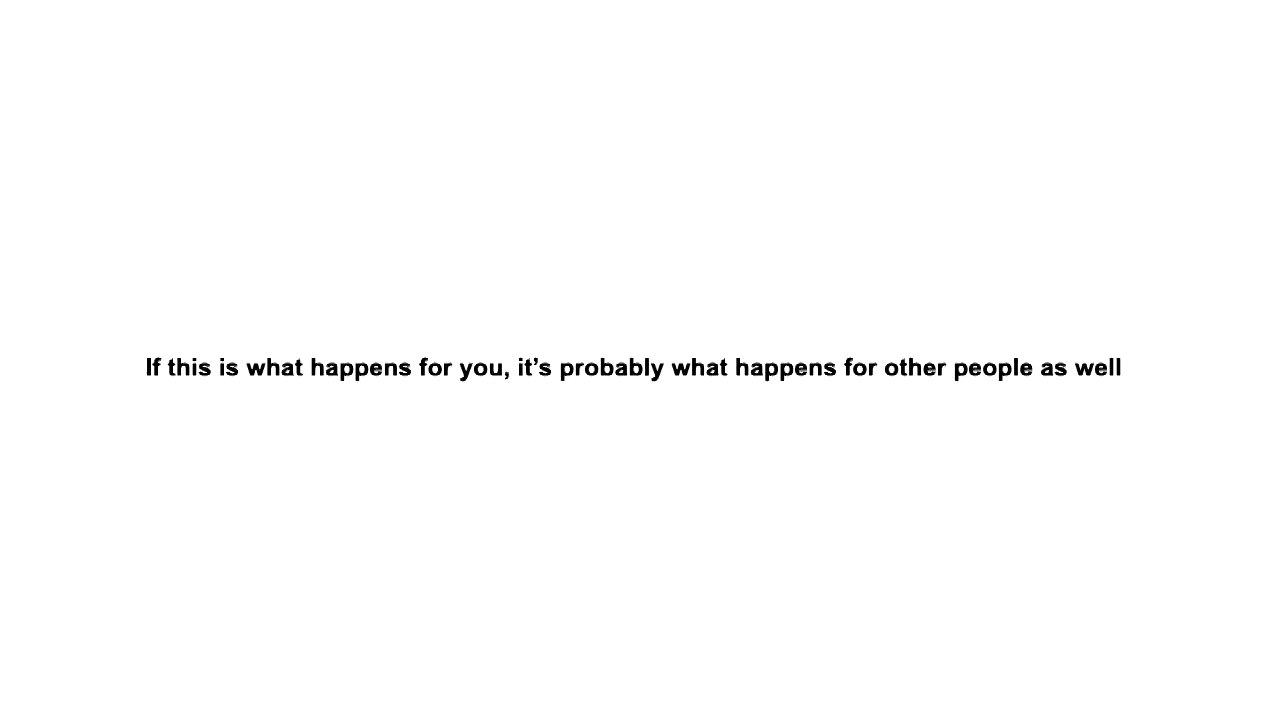 If this is what happens for you, it’s probably what happens for other people as well